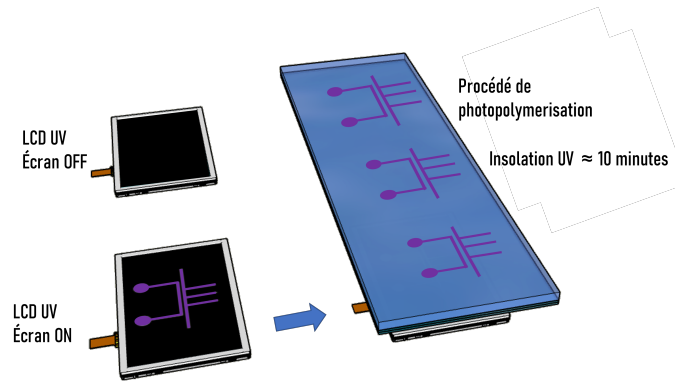 Procédé de
photopolymerisation
Insolation UV ≈ 10 minutes
LCD UV
Écran OFF
LCD UV
Écran ON